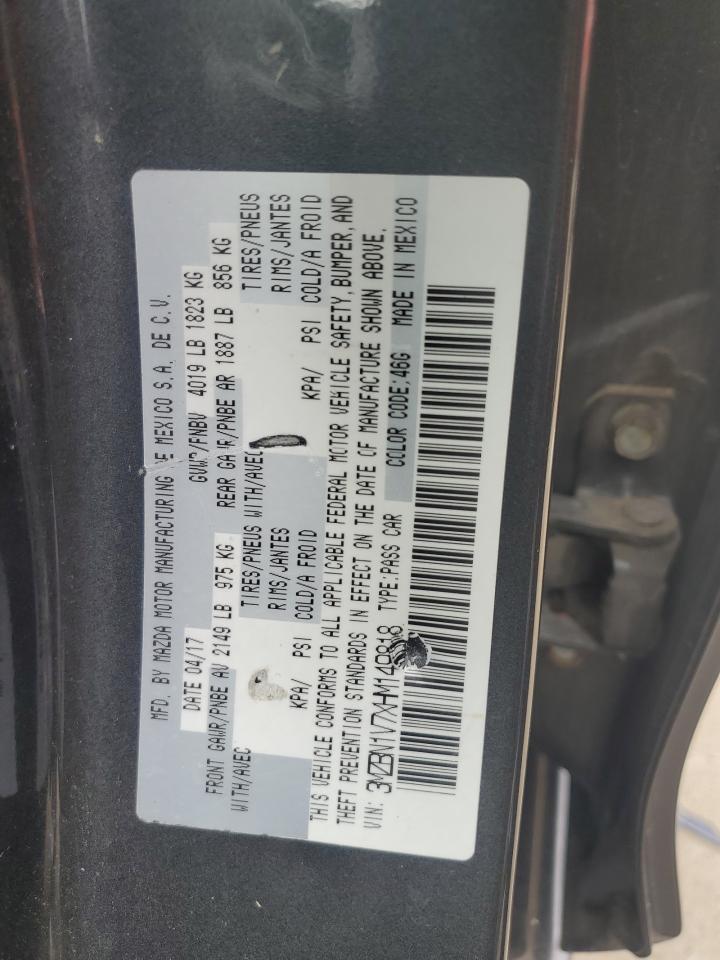 MFD. BY MAZDA MOTOR MANUFACTURING DE MEXICO S.A. DE C.V.
DATE 04/17 GVWR/PNBV 4019 LB 1823 KG
FRONT GAWR/PNBE AV 2149 LB 975 KG REAR GAWR/PNBE AR 1887 LB 856 KG
WITH/AVEC TIRES/PNEUS WITH/AVEC TIRES/PNEUS
RIMS/JANTES RIMS/JANTES
KPA/ PSI COLD/A FROID KPA/ PSI COLD/A FROID
THIS VEHICLE CONFORMS TO ALL APPLICABLE FEDERAL MOTOR VEHICLE SAFETY, BUMPER, AND
THEFT PREVENTION STANDARDS IN EFFECT ON THE DATE OF MANUFACTURE SHOWN ABOVE.
VIN: 3MZBN1V7XHM149818 TYPE:PASS CAR COLOR CODE:46G MADE IN MEXICO